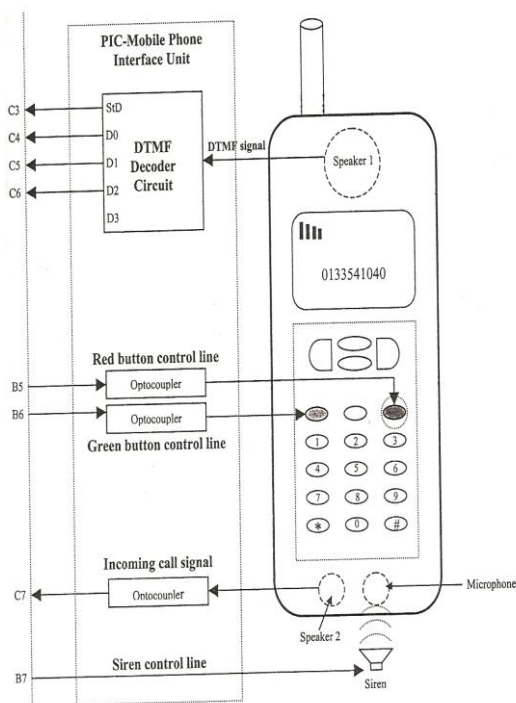 PIC-Mobile Phone
Interface Unit
C3
StD
C4
D0
C5
D1
C6
D2
D3
DTMF
Decoder
Circuit
DTMF signal
Speaker 1
0133541040
Red button control line
B5
Optocoupler
B6
Optocoupler
Green button control line
1
2
3
4
5
6
7
8
9
*
0
#
Incoming call signal
C7
Optocoupler
Speaker 2
Microphone
B7
Siren control line
Siren